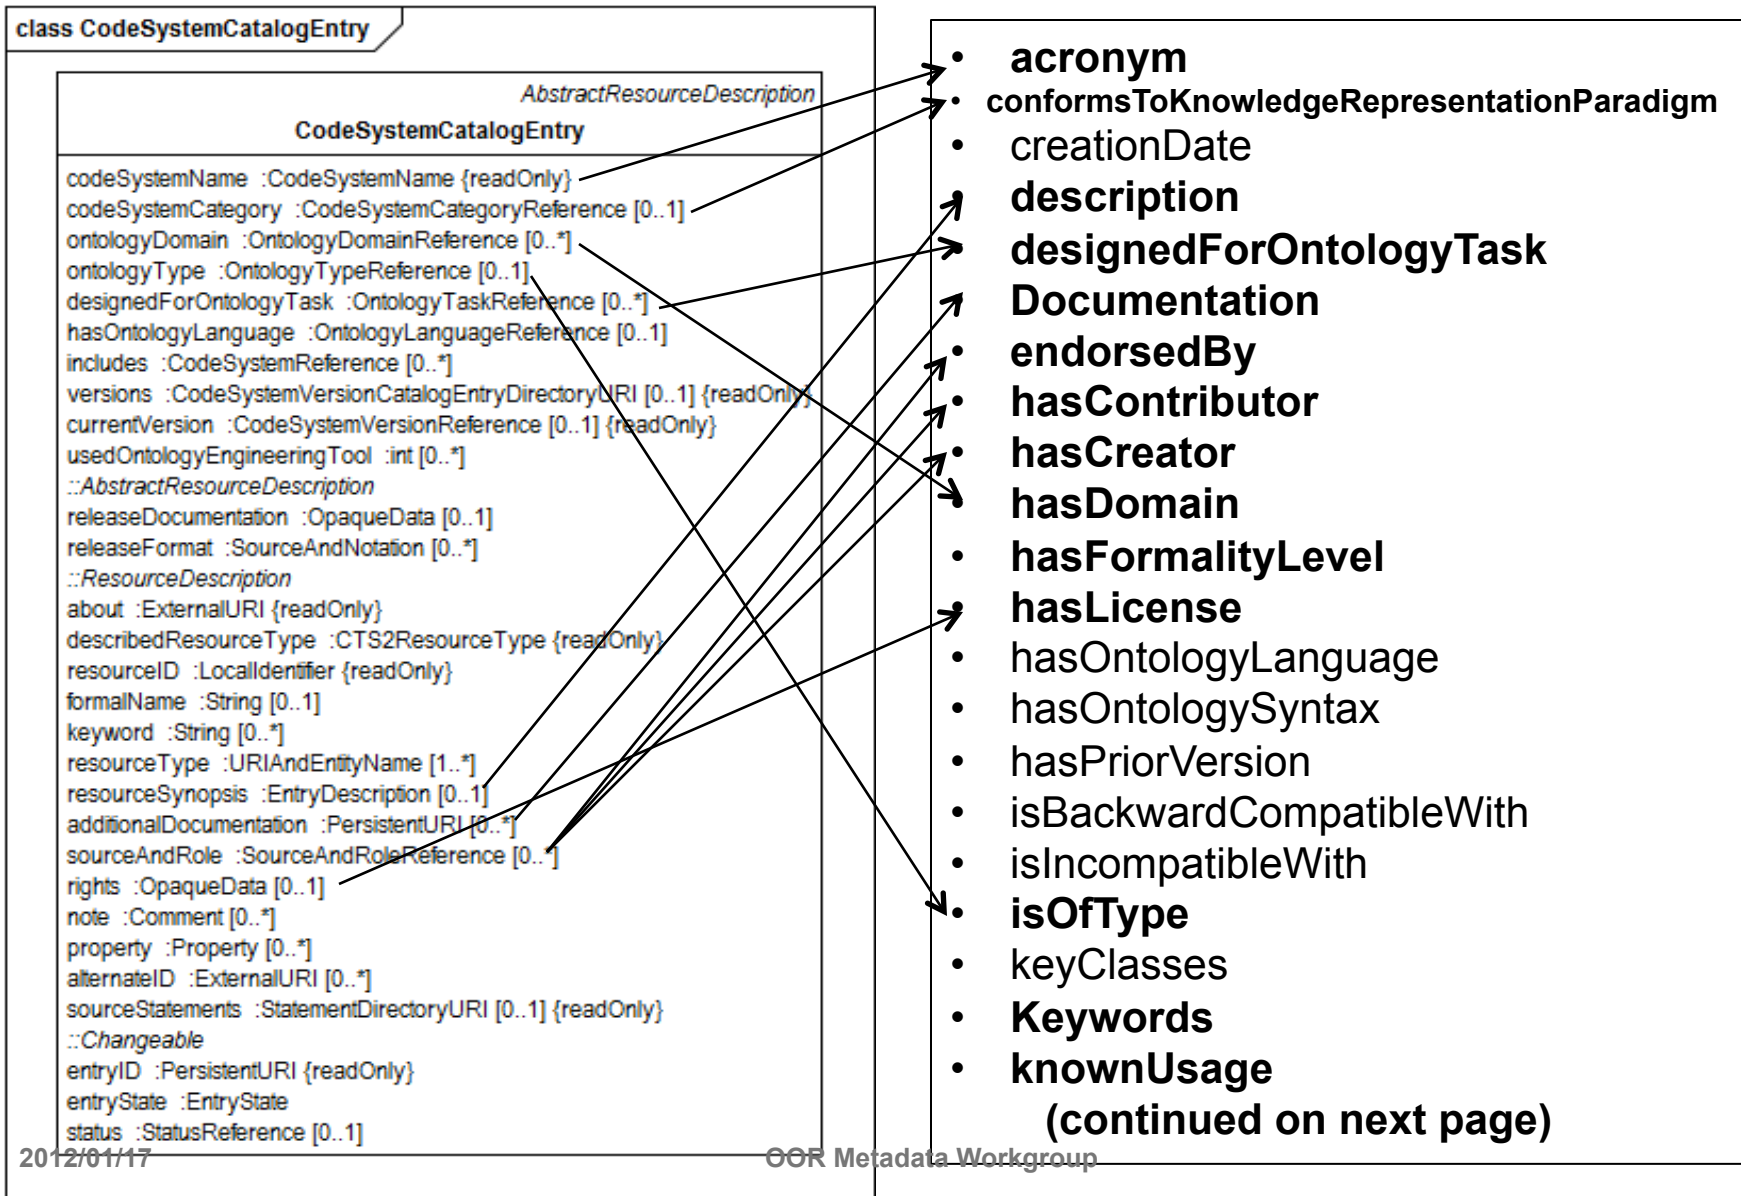 class CodeSystemCatalogEntry
AbstractResourceDescription
CodeSystemCatalogEntry
codeSystemName :CodeSystemName {readOnly}
codeSystemCategory :CodeSystemCategoryReference [0..1]
ontologyDomain :OntologyDomainReference [0..*]
ontologyType :OntologyTypeReference [0..1]
designedForOntologyTask :OntologyTaskReference [0..*]
hasOntologyLanguage :OntologyLanguageReference [0..1]
includes :CodeSystemReference [0..*]
versions :CodeSystemVersionCatalogEntryDirectoryURI [0..1] {readOnly}
currentVersion :CodeSystemVersionReference [0..1] {readOnly}
usedOntologyEngineeringTool :int [0..*]
::AbstractResourceDescription
releaseDocumentation :OpaqueData [0..1]
releaseFormat :SourceAndNotation [0..*]
::ResourceDescription
about :ExternalURI {readOnly}
describedResourceType :CTS2ResourceType {readOnly}
resourceID :LocalIdentifier {readOnly}
formalName :String [0..1]
keyword :String [0..*]
resourceType :URIAndEntityName [1..*]
resourceSynopsis :EntryDescription [0..1]
additionalDocumentation :PersistentURI [0..*]
sourceAndRole :SourceAndRoleReference [0..*]
rights :OpaqueData [0..1]
note :Comment [0..*]
property :Property [0..*]
alternateID :ExternalURI [0..*]
sourceStatements :StatementDirectoryURI [0..1] {readOnly}
::Changeable
entryID :PersistentURI {readOnly}
entryState :EntryState
status :StatusReference [0..1]
• acronym
• conformsToKnowledgeRepresentationParadigm
• creationDate
• description
• designedForOntologyTask
• Documentation
• endorsedBy
• hasContributor
• hasCreator
• hasDomain
• hasFormalityLevel
• hasLicense
• hasOntologyLanguage
• hasOntologySyntax
• hasPriorVersion
• isBackwardCompatibleWith
• isIncompatibleWith
• isOfType
• keyClasses
• Keywords
• knownUsage
(continued on next page)
2012/01/17
OOR Metadata Workgroup